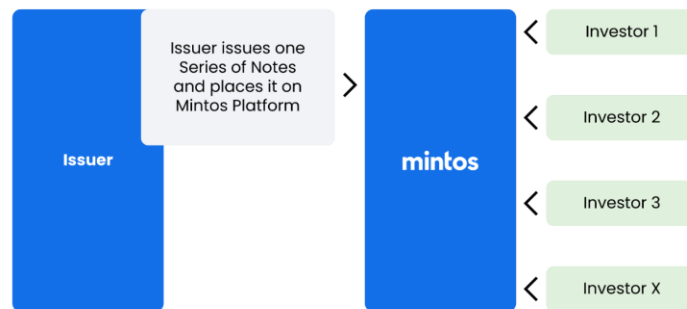 Issuer
Issuer issues one
Series of Notes
and places it on
Mintos Platform
mintos
Investor 1
Investor 2
Investor 3
Investor X